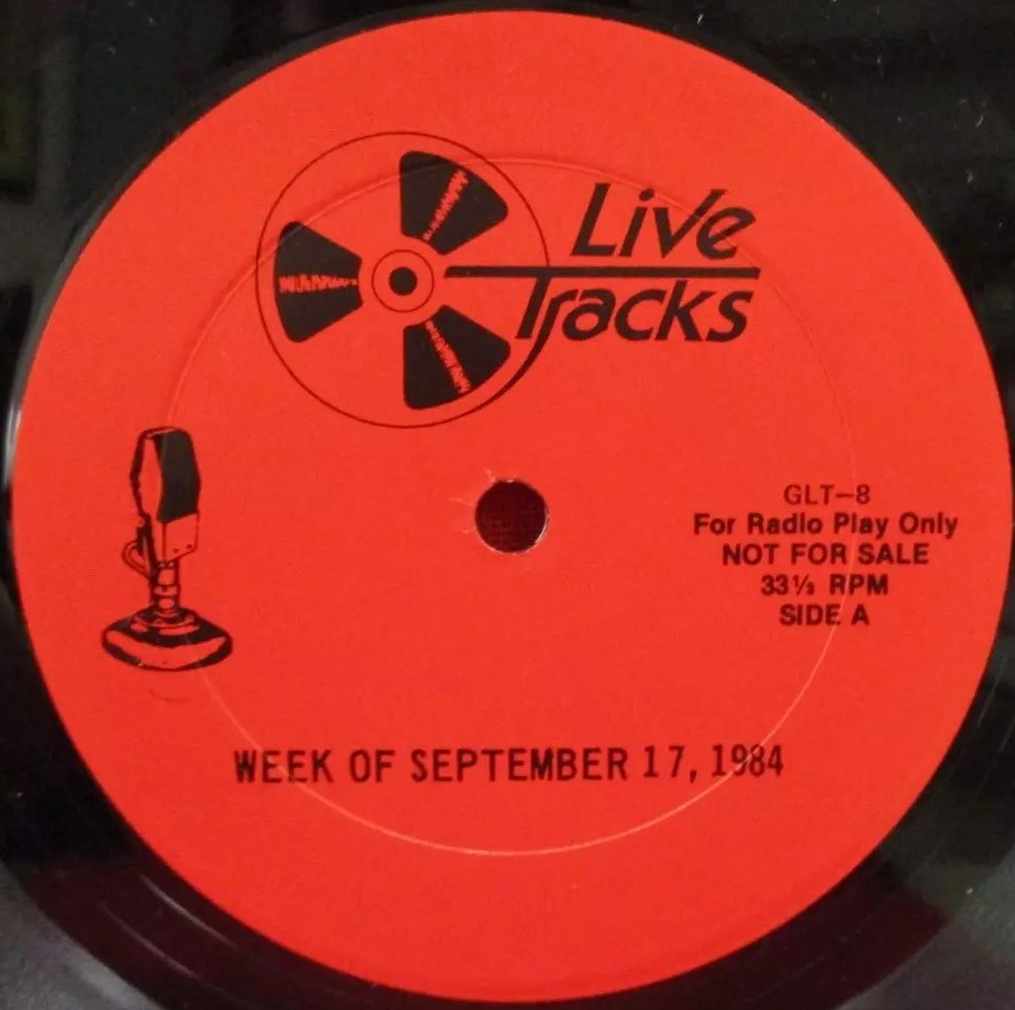 Live
Tracks
GLT-8
For Radio Play Only
NOT FOR SALE
33⅓ RPM
SIDE A
WEEK OF SEPTEMBER 17, 1984